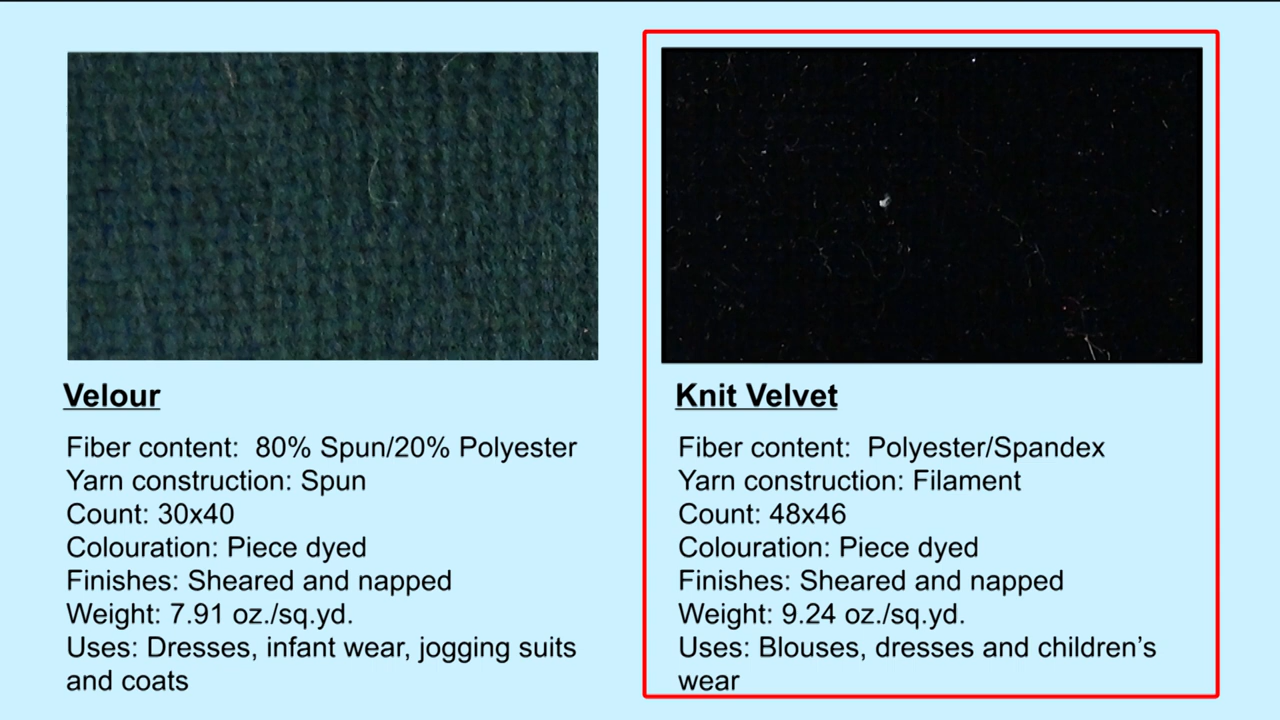 Velour
Fiber content:  80% Spun/20% Polyester
Yarn construction: Spun
Count: 30x40
Colouration: Piece dyed
Finishes: Sheared and napped
Weight: 7.91 oz./sq.yd.
Uses: Dresses, infant wear, jogging suits
and coats
Knit Velvet
Fiber content:  Polyester/Spandex
Yarn construction: Filament
Count: 48x46
Colouration: Piece dyed
Finishes: Sheared and napped
Weight: 9.24 oz./sq.yd.
Uses: Blouses, dresses and children’s
wear